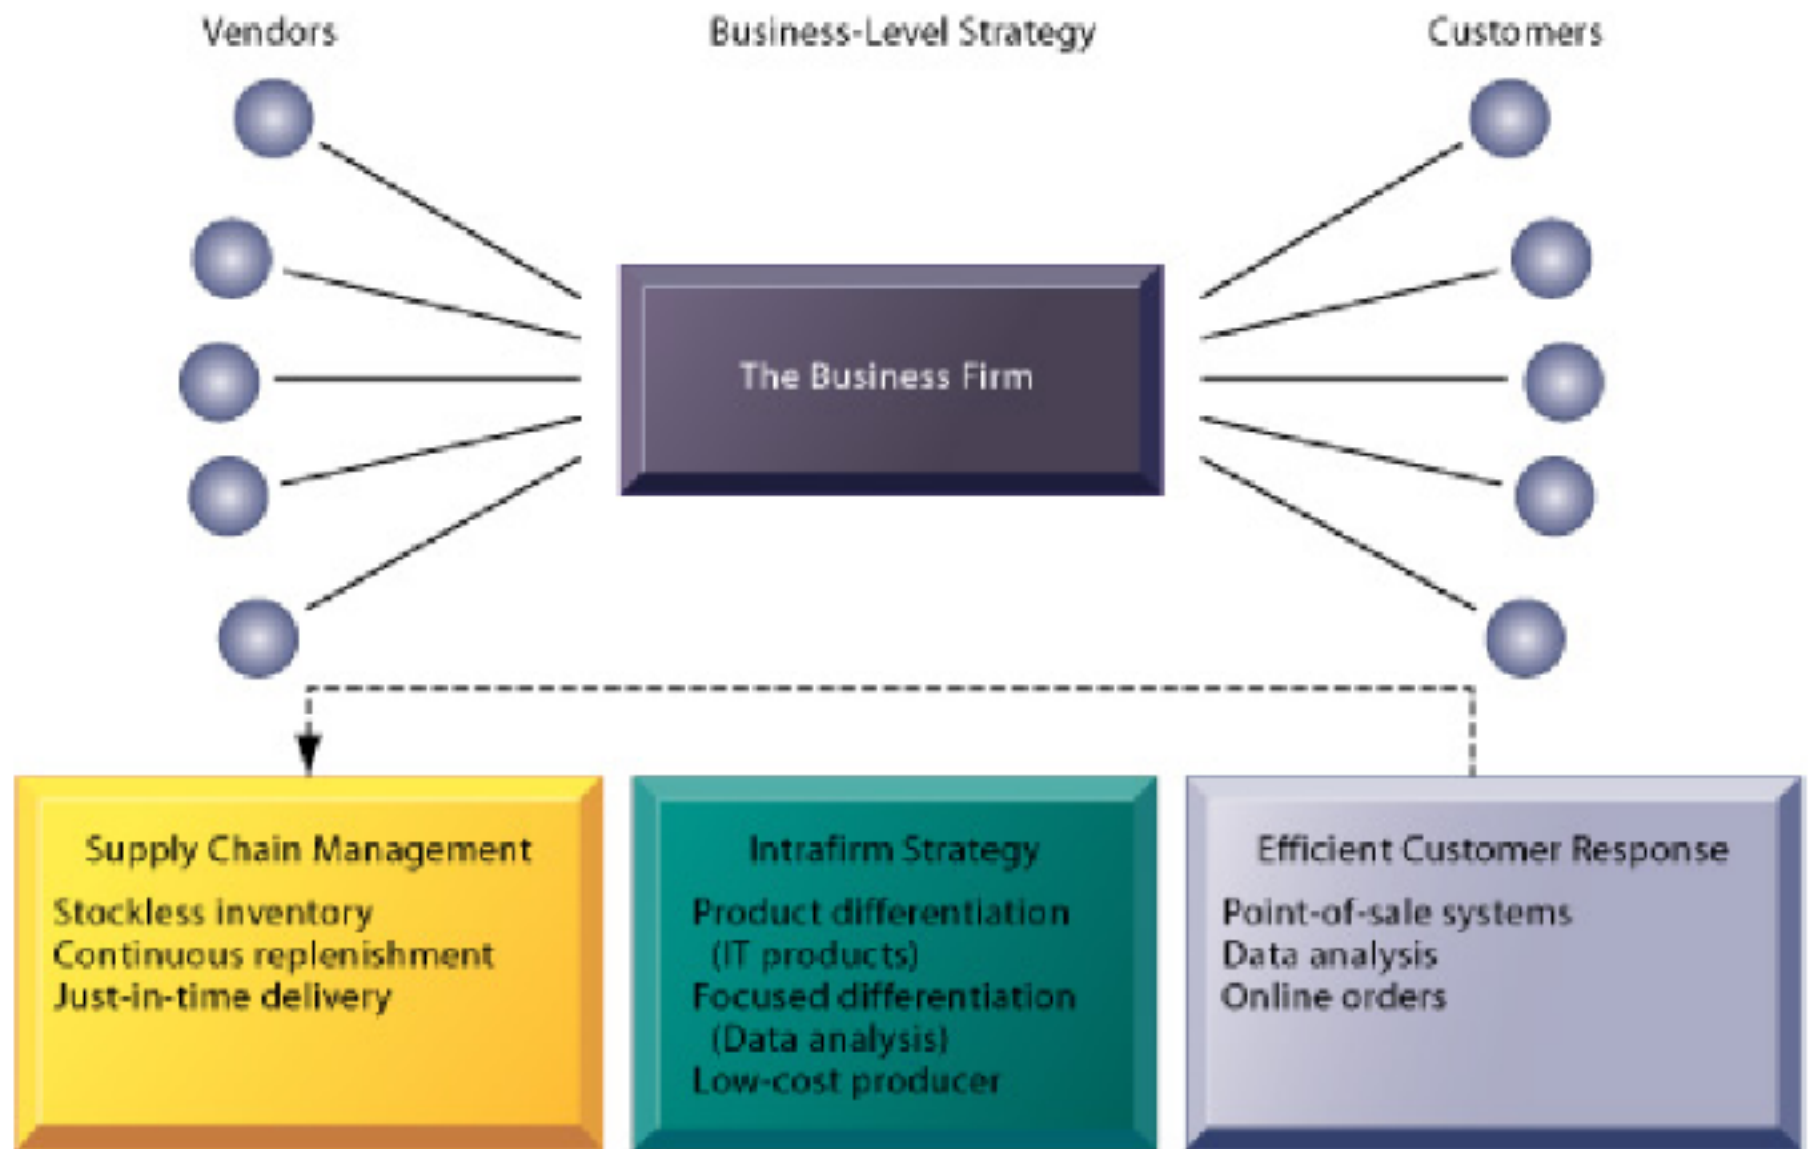 Vendors
Business-Level Strategy
Customers
The Business Firm
Supply Chain Management
Stockless inventory
Continuous replenishment
Just-in-time delivery
Intrafirm Strategy
Product differentiation
(IT products)
Focused differentiation
(Data analysis)
Low-cost producer
Efficient Customer Response
Point-of-sale systems
Data analysis
Online orders